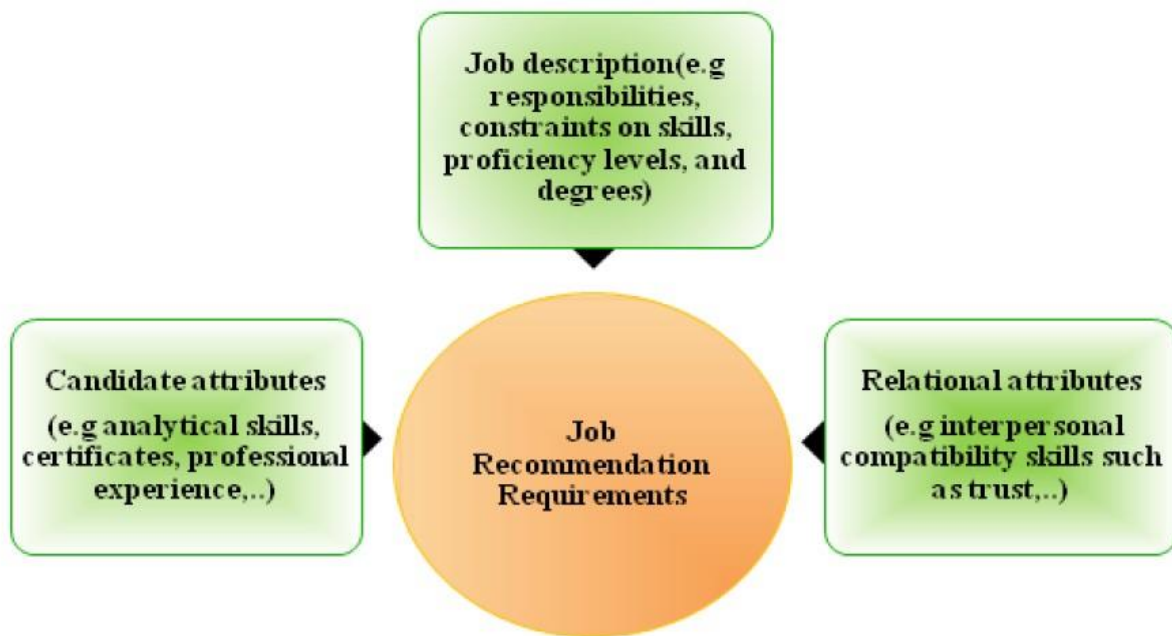 Job description(e.g
responsibilities,
constraints on skills,
proficiency levels, and
degrees)
Candidate attributes
(e.g analytical skills,
certificates, professional
experience,..)
Job
Recommendation
Requirements
Relational attributes
(e.g interpersonal
compatibility skills such
as trust,..)